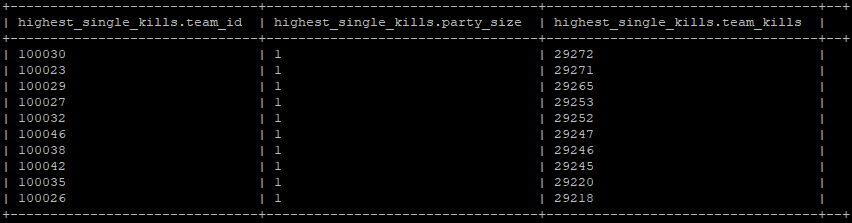 +-------------------------------+----------------------------------+----------------------------------+--+
| highest_single_kills.team_id | highest_single_kills.party_size | highest_single_kills.team_kills |
+-------------------------------+----------------------------------+----------------------------------+--+
| 100030 | 1 | 29272 |
| 100023 | 1 | 29271 |
| 100029 | 1 | 29265 |
| 100027 | 1 | 29253 |
| 100032 | 1 | 29252 |
| 100046 | 1 | 29247 |
| 100038 | 1 | 29246 |
| 100042 | 1 | 29245 |
| 100035 | 1 | 29220 |
| 100026 | 1 | 29218 |
+-------------------------------+----------------------------------+----------------------------------+--+